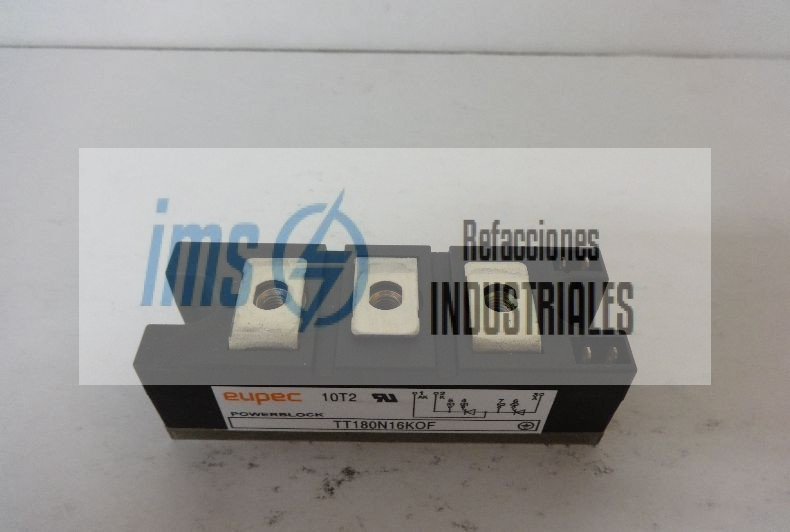 ims
Refacciones
INDUSTRIALES
eupec 10T2
POWERBLOCK
TT180N16KOF